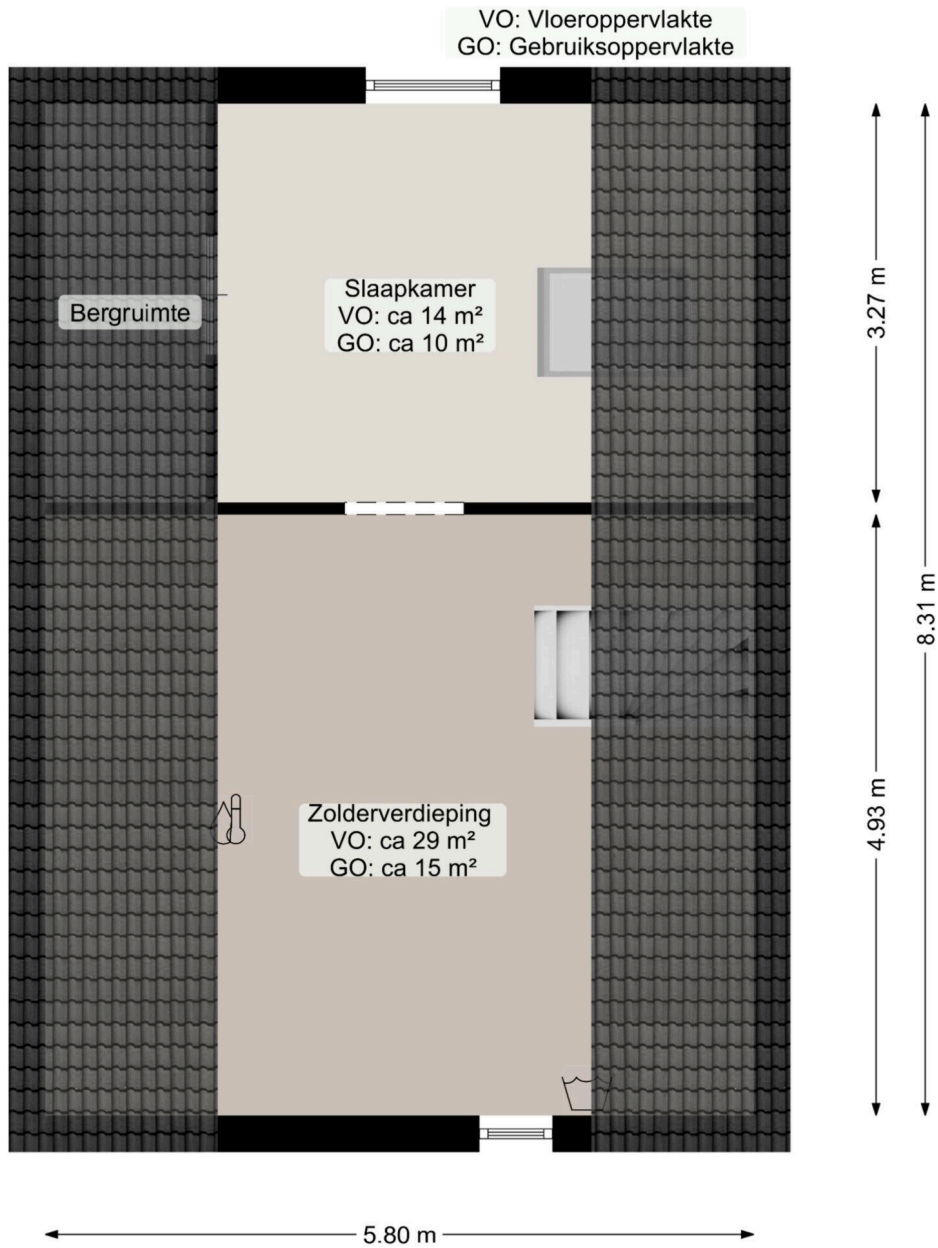 VO: Vloeroppervlakte
GO: Gebruiksoppervlakte
Bergruimte
Slaapkamer
VO: ca 14 m²
GO: ca 10 m²
3.27 m
8.31 m
Zolderverdieping
VO: ca 29 m²
GO: ca 15 m²
4.93 m
5.80 m